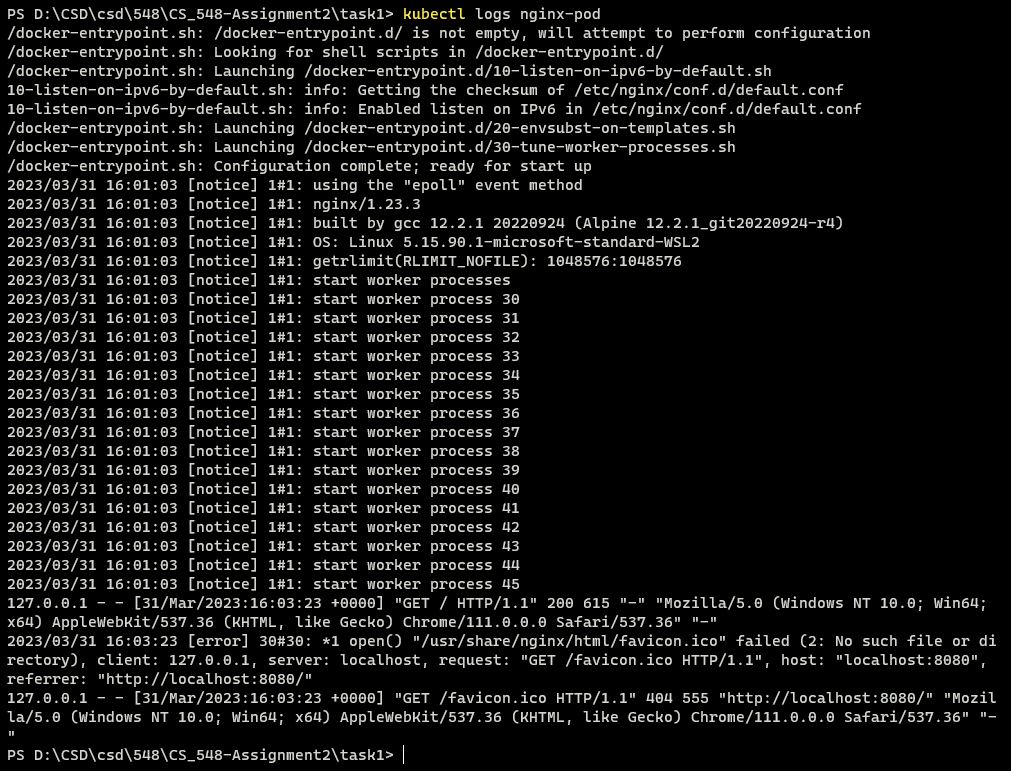 PS D:\CSD\csd\548\CS_548-Assignment2\task1> kubectl logs nginx-pod
/docker-entrypoint.sh: /docker-entrypoint.d/ is not empty, will attempt to perform configuration
/docker-entrypoint.sh: Looking for shell scripts in /docker-entrypoint.d/
/docker-entrypoint.sh: Launching /docker-entrypoint.d/10-listen-on-ipv6-by-default.sh
10-listen-on-ipv6-by-default.sh: info: Getting the checksum of /etc/nginx/conf.d/default.conf
10-listen-on-ipv6-by-default.sh: info: Enabled listen on IPv6 in /etc/nginx/conf.d/default.conf
/docker-entrypoint.sh: Launching /docker-entrypoint.d/20-envsubst-on-templates.sh
/docker-entrypoint.sh: Launching /docker-entrypoint.d/30-tune-worker-processes.sh
/docker-entrypoint.sh: Configuration complete; ready for start up
2023/03/31 16:01:03 [notice] 1#1: using the "epoll" event method
2023/03/31 16:01:03 [notice] 1#1: nginx/1.23.3
2023/03/31 16:01:03 [notice] 1#1: built by gcc 12.2.1 20220924 (Alpine 12.2.1_git20220924-r4)
2023/03/31 16:01:03 [notice] 1#1: OS: Linux 5.15.90.1-microsoft-standard-WSL2
2023/03/31 16:01:03 [notice] 1#1: getrlimit(RLIMIT_NOFILE): 1048576:1048576
2023/03/31 16:01:03 [notice] 1#1: start worker processes
2023/03/31 16:01:03 [notice] 1#1: start worker process 30
2023/03/31 16:01:03 [notice] 1#1: start worker process 31
2023/03/31 16:01:03 [notice] 1#1: start worker process 32
2023/03/31 16:01:03 [notice] 1#1: start worker process 33
2023/03/31 16:01:03 [notice] 1#1: start worker process 34
2023/03/31 16:01:03 [notice] 1#1: start worker process 35
2023/03/31 16:01:03 [notice] 1#1: start worker process 36
2023/03/31 16:01:03 [notice] 1#1: start worker process 37
2023/03/31 16:01:03 [notice] 1#1: start worker process 38
2023/03/31 16:01:03 [notice] 1#1: start worker process 39
2023/03/31 16:01:03 [notice] 1#1: start worker process 40
2023/03/31 16:01:03 [notice] 1#1: start worker process 41
2023/03/31 16:01:03 [notice] 1#1: start worker process 42
2023/03/31 16:01:03 [notice] 1#1: start worker process 43
2023/03/31 16:01:03 [notice] 1#1: start worker process 44
2023/03/31 16:01:03 [notice] 1#1: start worker process 45
127.0.0.1 - - [31/Mar/2023:16:03:23 +0000] "GET / HTTP/1.1" 200 615 "-" "Mozilla/5.0 (Windows NT 10.0; Win64;
x64) AppleWebKit/537.36 (KHTML, like Gecko) Chrome/111.0.0.0 Safari/537.36" "-"
2023/03/31 16:03:23 [error] 30#30: *1 open() "/usr/share/nginx/html/favicon.ico" failed (2: No such file or di
rectory), client: 127.0.0.1, server: localhost, request: "GET /favicon.ico HTTP/1.1", host: "localhost:8080",
referrer: "http://localhost:8080/"
127.0.0.1 - - [31/Mar/2023:16:03:23 +0000] "GET /favicon.ico HTTP/1.1" 404 555 "http://localhost:8080/" "Mozil
la/5.0 (Windows NT 10.0; Win64; x64) AppleWebKit/537.36 (KHTML, like Gecko) Chrome/111.0.0.0 Safari/537.36" "-
"
PS D:\CSD\csd\548\CS_548-Assignment2\task1>